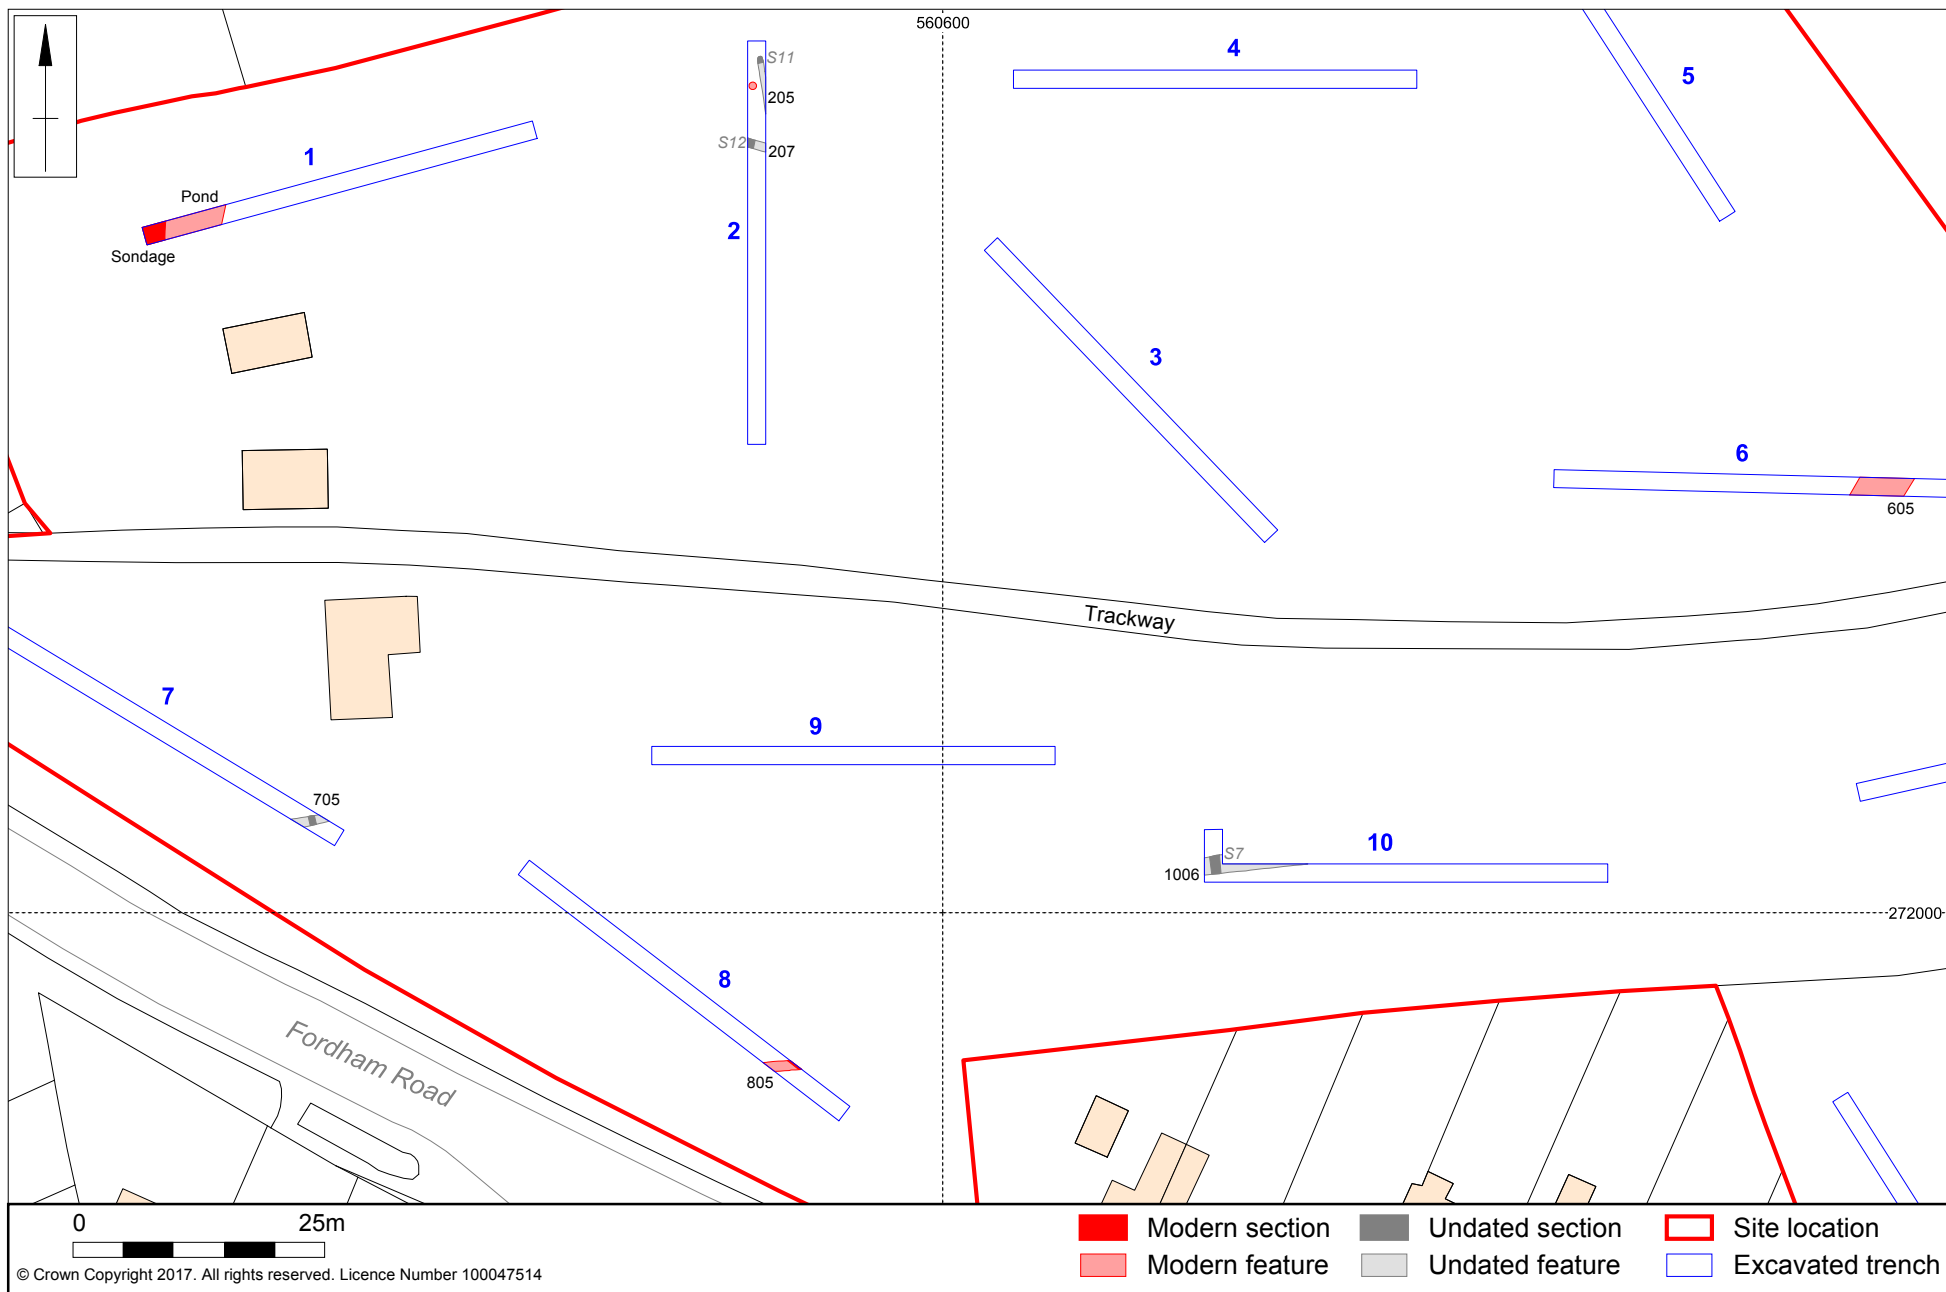 560600
4
5
S11
205
S12
207
1
Pond
Sondage
2
3
6
605
Trackway
7
705
9
10
S7
1006
272000
8
805
Fordham Road
0 25m
© Crown Copyright 2017. All rights reserved. Licence Number 100047514
Modern section
Modern feature
Undated section
Undated feature
Site location
Excavated trench